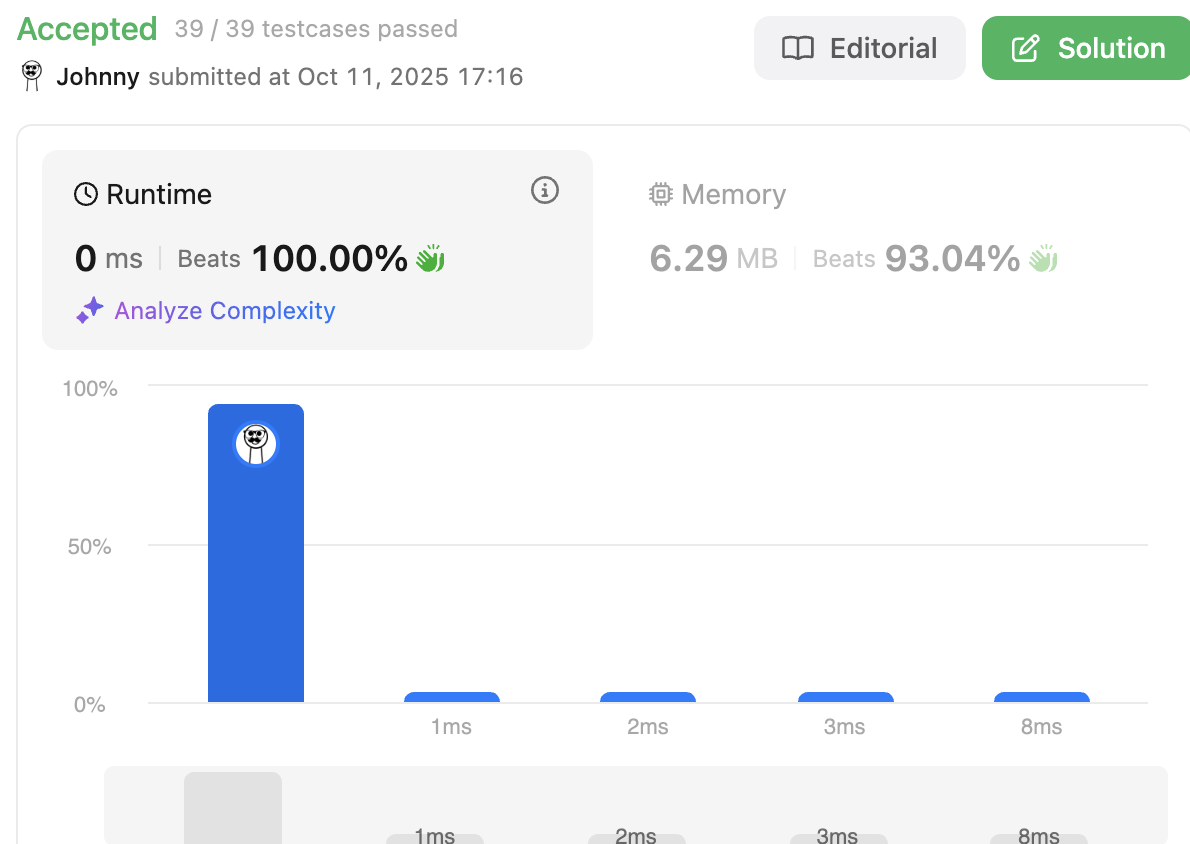 Accepted 39 / 39 testcases passed
Johnny submitted at Oct 11, 2025 17:16
Editorial
Solution
Runtime
0 ms | Beats 100.00%
Analyze Complexity
Memory
6.29 MB | Beats 93.04%
100%
50%
0%
1ms 2ms 3ms 8ms
1ms 2ms 3ms 8ms